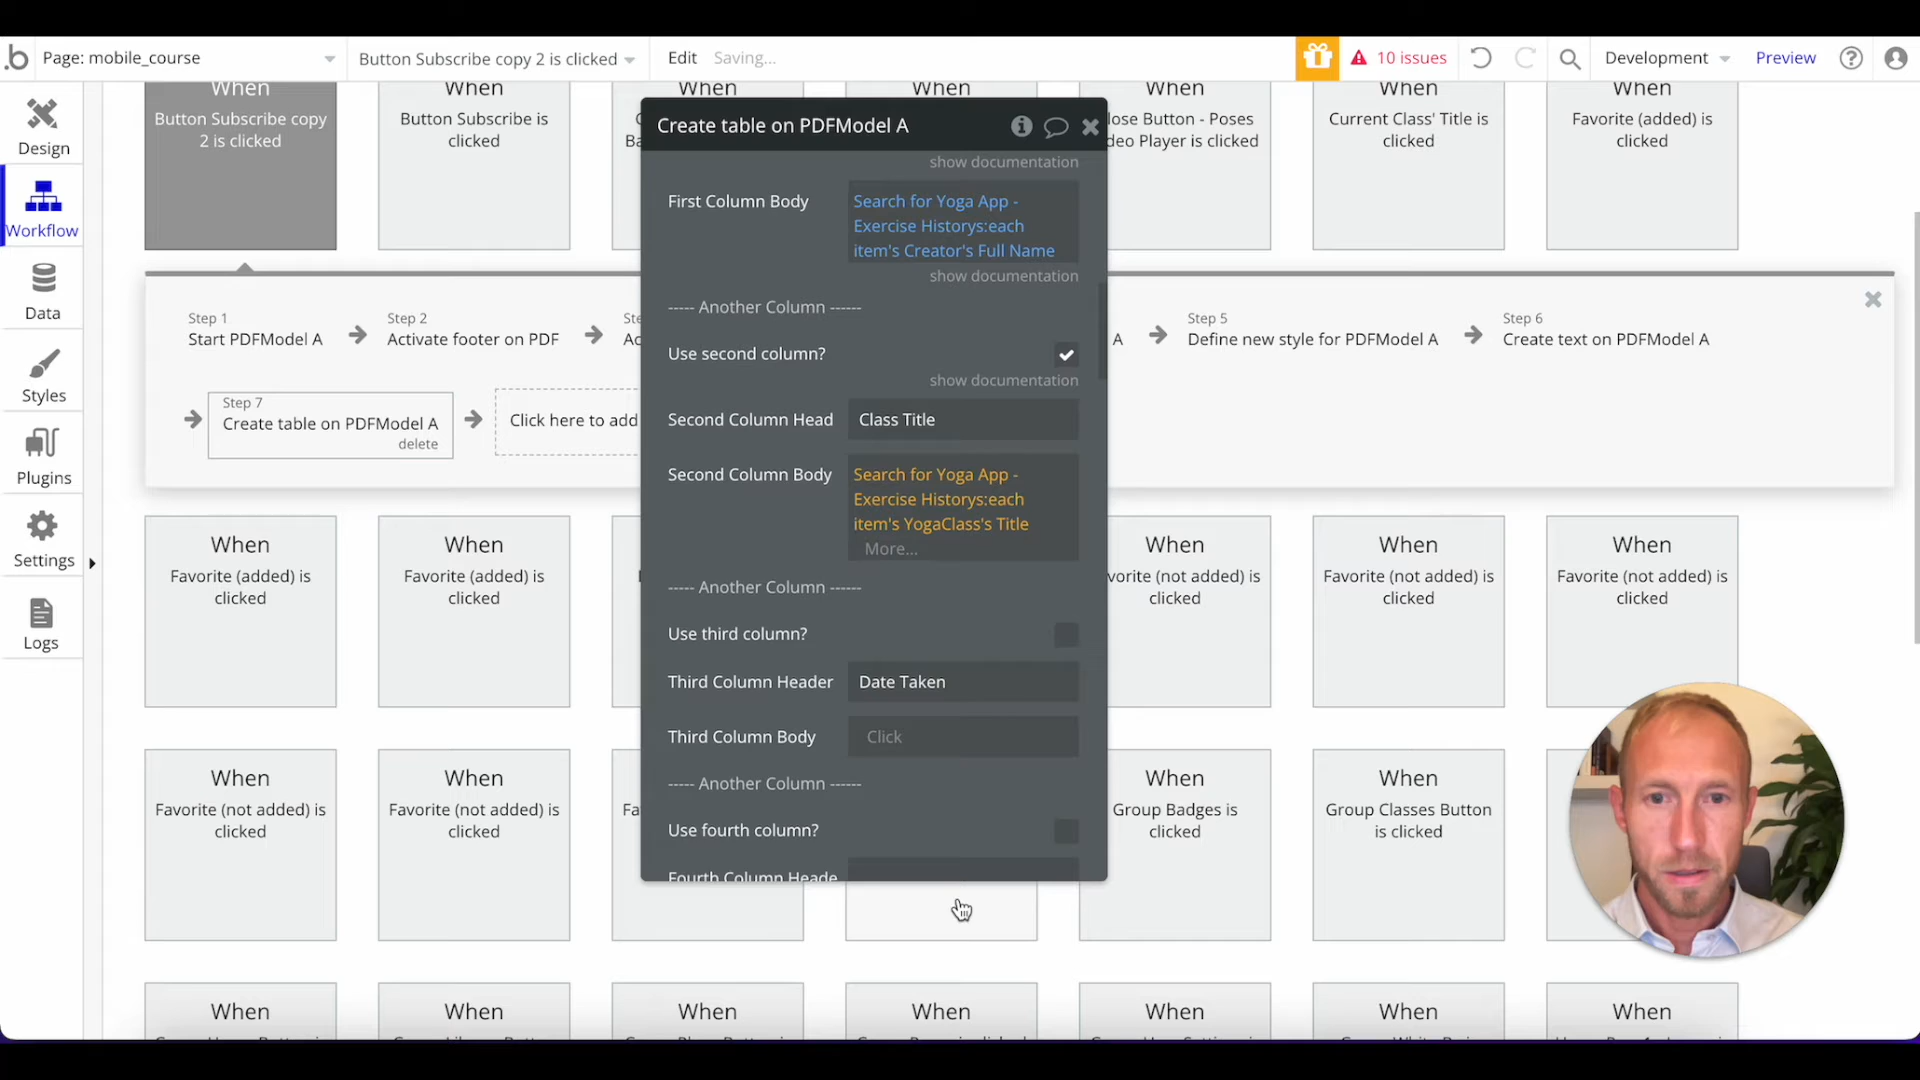 .b
Page: mobile_course
Button Subscribe copy 2 is clicked
Edit
Saving...
10 issues
Development
Preview
Design
Workflow
Data
Styles
Plugins
Settings
Logs
When
Button Subscribe copy
2 is clicked
When
Button Subscribe is
clicked
When
When
When
lose Button - Poses
deo Player is clicked
When
Current Class' Title is
clicked
When
Favorite (added) is
clicked
Step 1
Start PDFModel A
Step 2
Activate footer on PDF
A
Step 5
Define new style for PDFModel A
Step 6
Create text on PDFModel A
Step 7
Create table on PDFModel A
delete
Click here to add
Create table on PDFModel A
show documentation
First Column Body
Search for Yoga App -
Exercise Historys:each
item's Creator's Full Name
show documentation
----- Another Column ------
Use second column?
show documentation
Second Column Head
Class Title
Second Column Body
Search for Yoga App -
Exercise Historys:each
item's YogaClass's Title
More...
----- Another Column ------
Use third column?
Third Column Header
Date Taken
Third Column Body
Click
----- Another Column ------
Use fourth column?
Fourth Column Heade
When
Favorite (added) is
clicked
When
Favorite (added) is
clicked
When
vorite (not added) is
clicked
When
Favorite (not added) is
clicked
When
Favorite (not added) is
clicked
When
Favorite (not added) is
clicked
When
Favorite (not added) is
clicked
When
Group Badges is
clicked
When
Group Classes Button
is clicked
When
When
When
When
When
When
When